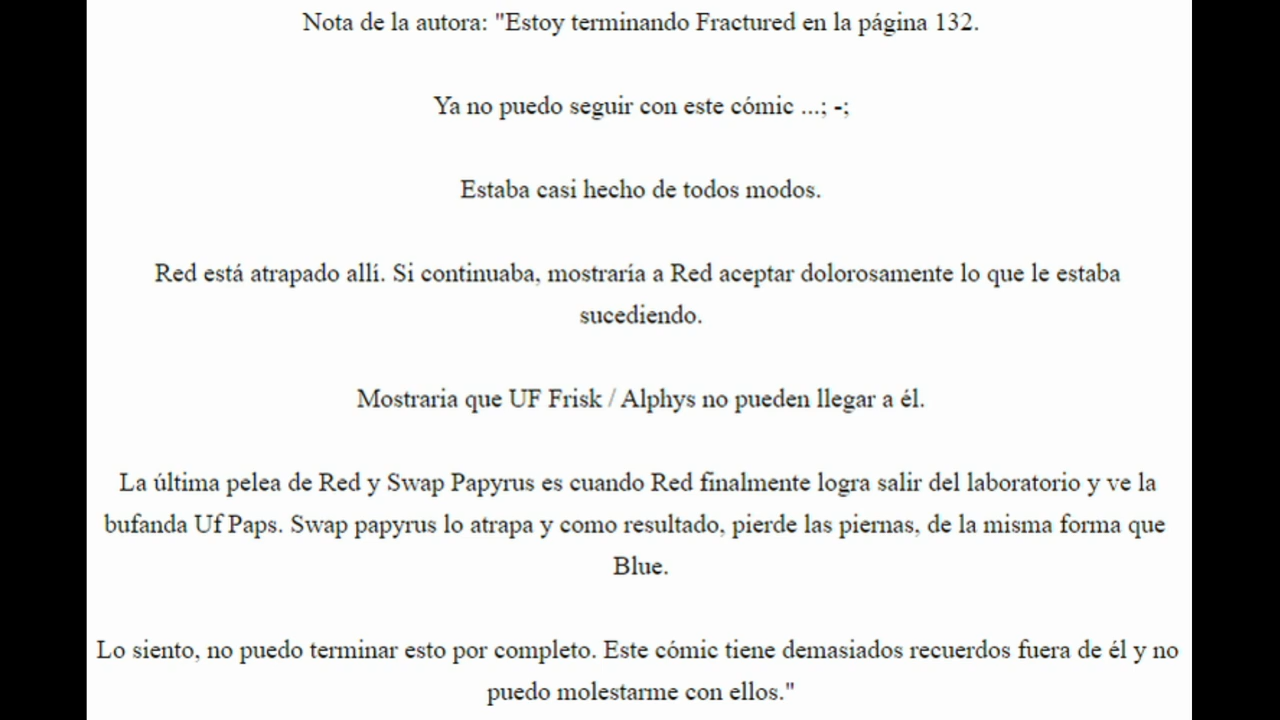 Nota de la autora: "Estoy terminando Fractured en la página 132.
Ya no puedo seguir con este cómic ...; -;
Estaba casi hecho de todos modos.
Red está atrapado allí. Si continuaba, mostraría a Red aceptar dolorosamente lo que le estaba
sucediendo.
Mostraria que UF Frisk / Alphys no pueden llegar a él.
La última pelea de Red y Swap Papyrus es cuando Red finalmente logra salir del laboratorio y ve la
bufanda Uf Paps. Swap papyrus lo atrapa y como resultado, pierde las piernas, de la misma forma que
Blue.
Lo siento, no puedo terminar esto por completo. Este cómic tiene demasiados recuerdos fuera de él y no
puedo molestarme con ellos."